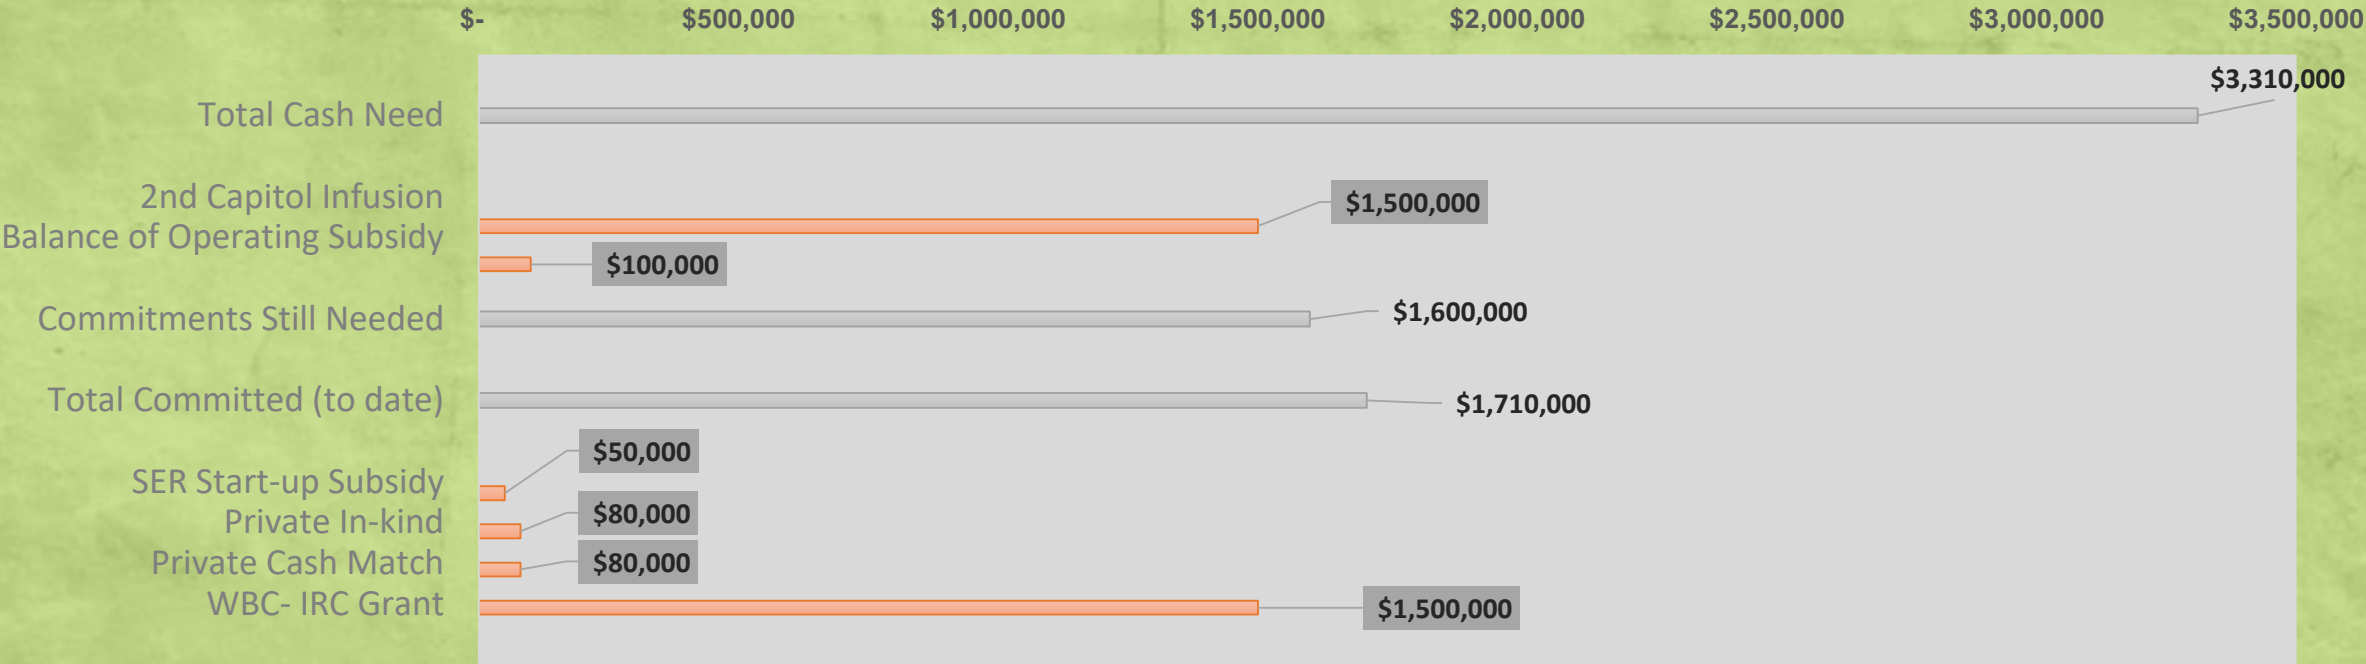 $- $500,000 $1,000,000 $1,500,000 $2,000,000 $2,500,000 $3,000,000 $3,500,000
$3,310,000
Total Cash Need
2nd Capitol Infusion
$1,500,000
Balance of Operating Subsidy
$100,000
Commitments Still Needed
$1,600,000
Total Committed (to date)
$1,710,000
$50,000
SER Start-up Subsidy
$80,000
Private In-kind
Private Cash Match
$80,000
WBC- IRC Grant
$1,500,000